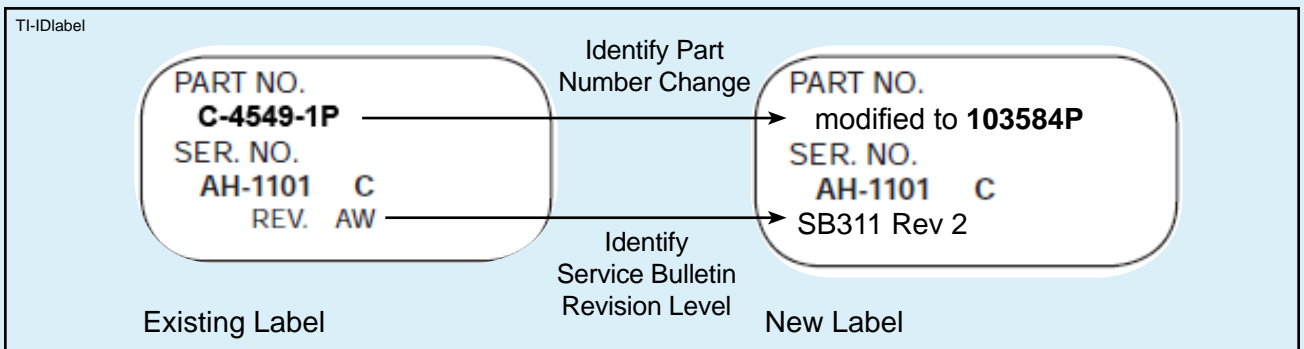 TI-IDlabel
PART NO.
C-4549-1P
SER. NO.
AH-1101 C
REV. AW
Existing Label
Identify Part
Number Change
Identify
Service Bulletin
Revision Level
PART NO.
modified to 103584P
SER. NO.
AH-1101 C
SB311 Rev 2
New Label